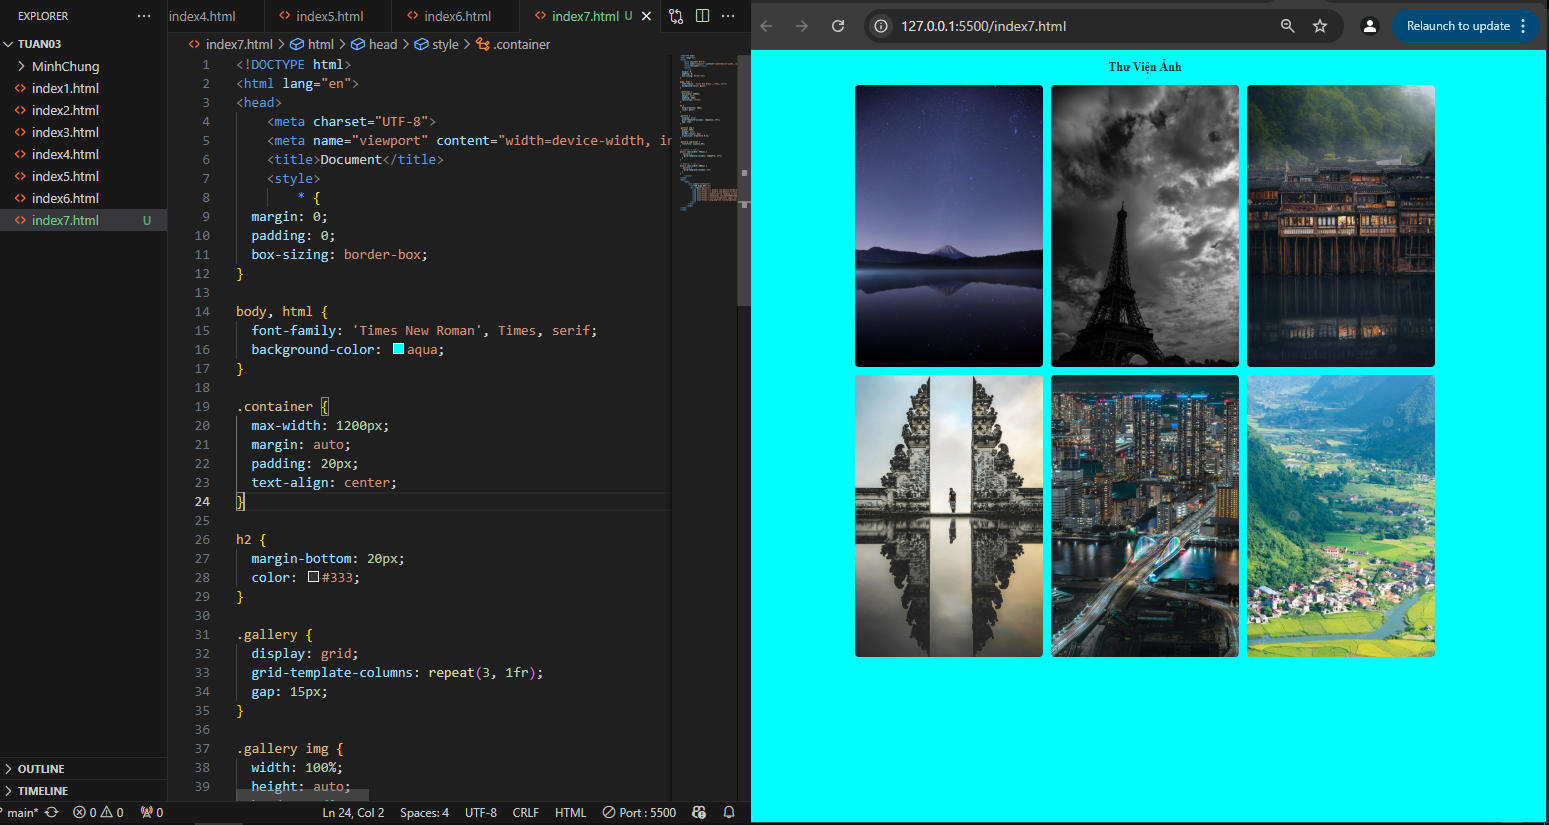 EXPLORER
···
TUAN03
MinhChung
index1.html
index2.html
index3.html
index4.html
index5.html
index6.html
index7.html U
OUTLINE
TIMELINE
index4.html
index5.html
index6.html
index7.html U
···
index7.html > html > head > style > .container
1 <!DOCTYPE html>
2 <html lang="en">
3 <head>
4 <meta charset="UTF-8">
5 <meta name="viewport" content="width=device-width, in
6 <title>Document</title>
7 <style>
8 * {
9 margin: 0;
10 padding: 0;
11 box-sizing: border-box;
12 }
13
14 body, html {
15 font-family: 'Times New Roman', Times, serif;
16 background-color: aqua;
17 }
18
19 .container {
20 max-width: 1200px;
21 margin: auto;
22 padding: 20px;
23 text-align: center;
24 }
25
26 h2 {
27 margin-bottom: 20px;
28 color: #333;
29 }
30
31 .gallery {
32 display: grid;
33 grid-template-columns: repeat(3, 1fr);
34 gap: 15px;
35 }
36
37 .gallery img {
38 width: 100%;
39 height: auto;
main* 0 0 0 Ln 24, Col 2 Spaces: 4 UTF-8 CRLF HTML Port : 5500
127.0.0.1:5500/index7.html
Relaunch to update
Thư Viện Ảnh